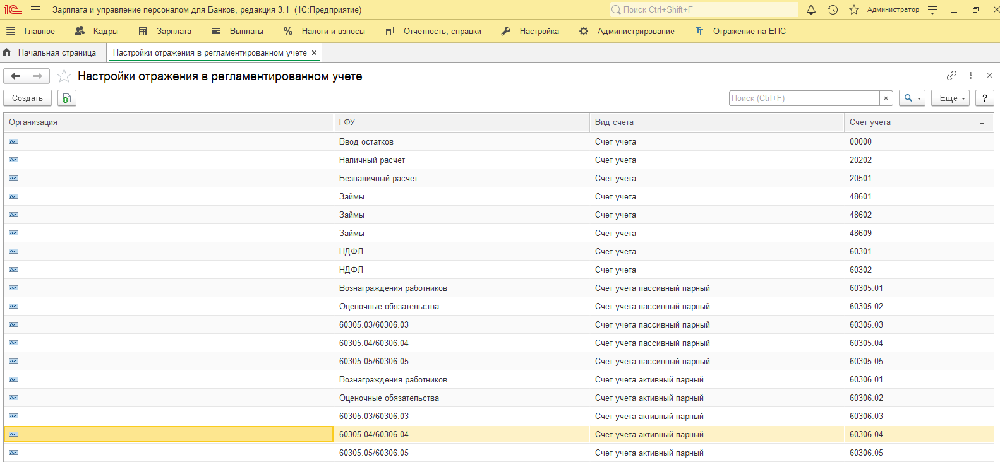 1С Зарплата и управление персоналом для Банков, редакция 3.1 (1С:Предприятие) Поиск Ctrl+Shift+F Администратор
Главное Кадры Зарплата Выплаты % Налоги и взносы Отчетность, справки Настройка Администрирование Тт Отражение на ЕПС
Начальная страница Настройки отражения в регламентированном учете ×
Настройки отражения в регламентированном учете
Создать Поиск (Ctrl+F) × Еще ?
Организация ГФУ Вид счета Счет учета ↓
Ввод остатков Счет учета 00000
Наличный расчет Счет учета 20202
Безналичный расчет Счет учета 20501
Займы Счет учета 48601
Займы Счет учета 48602
Займы Счет учета 48609
НДФЛ Счет учета 60301
НДФЛ Счет учета 60302
Вознаграждения работников Счет учета пассивный парный 60305.01
Оценочные обязательства Счет учета пассивный парный 60305.02
60305.03/60306.03 Счет учета пассивный парный 60305.03
60305.04/60306.04 Счет учета пассивный парный 60305.04
60305.05/60306.05 Счет учета пассивный парный 60305.05
Вознаграждения работников Счет учета активный парный 60306.01
Оценочные обязательства Счет учета активный парный 60306.02
60305.03/60306.03 Счет учета активный парный 60306.03
60305.04/60306.04 Счет учета активный парный 60306.04
60305.05/60306.05 Счет учета активный парный 60306.05